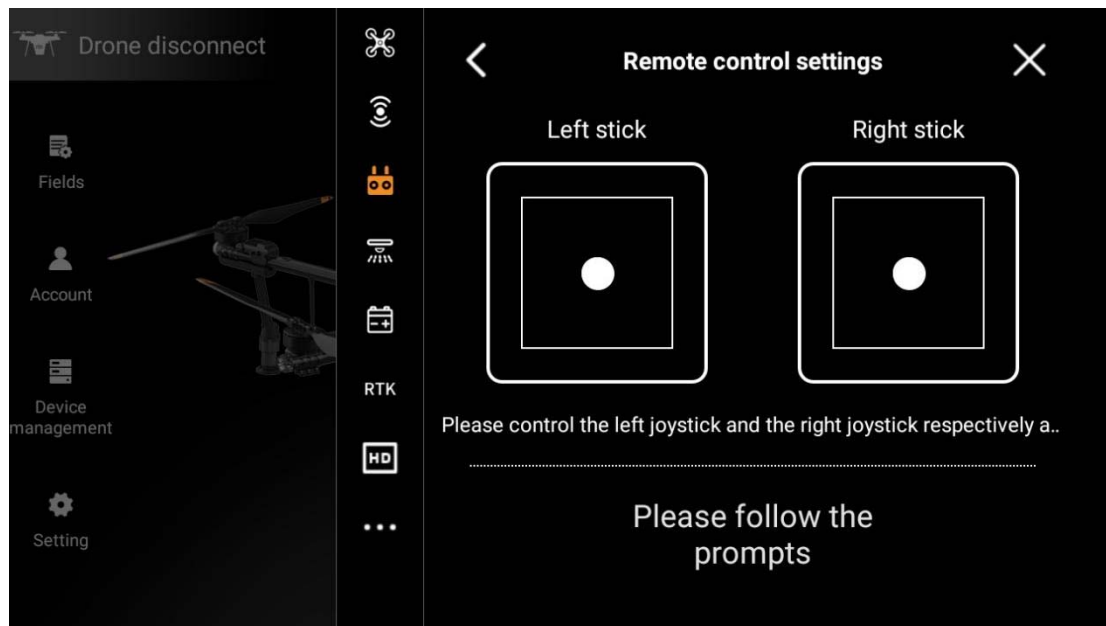 Drone disconnect
Fields
Account
Device
management
Setting
RTK
HD
Remote control settings
Left stick
Right stick
Please control the left joystick and the right joystick respectively a..
Please follow the
prompts